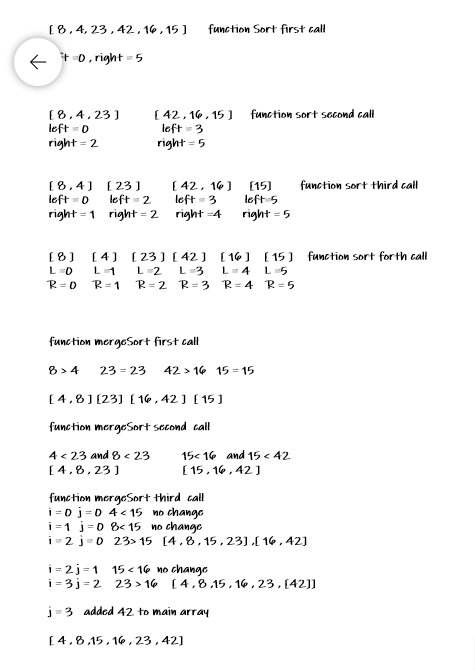 [ 8 , 4, 23 , 42 , 16 , 15 ] function Sort first call
=0 , right = 5
[ 8 , 4 , 23 ] [ 42 , 16 , 15 ] function sort second call
left = 0 left = 3
right = 2 right = 5
[ 8 , 4 ] [ 23 ] [ 42 , 16 ] [15] function sort third call
left = 0 left = 2 left = 3 left=5
right = 1 right = 2 right =4 right = 5
[ 8 ] [ 4 ] [ 23 ] [ 42 ] [ 16 ] [ 15 ] function sort forth call
L =0 L =1 L =2 L =3 L = 4 L =5
R = 0 R = 1 R = 2 R = 3 R = 4 R = 5
function mergeSort first call
8 > 4 23 = 23 42 > 16 15 = 15
[ 4 , 8 ] [23] [ 16 , 42 ] [ 15 ]
function mergeSort second call
4 < 23 and 8 < 23 15< 16 and 15 < 42
[ 4 , 8 , 23 ] [ 15 , 16 , 42 ]
function mergeSort third call
i = 0 j = 0 4 < 15 no change
i = 1 j = 0 8< 15 no change
i = 2 j = 0 23> 15 [4 , 8 , 15 , 23] ,[ 16 , 42]
i = 2 j = 1 15 < 16 no change
i = 3 j = 2 23 > 16 [ 4 , 8 ,15 , 16 , 23 , [42]]
j = 3 added 42 to main array
[ 4 , 8 ,15 , 16 , 23 , 42]